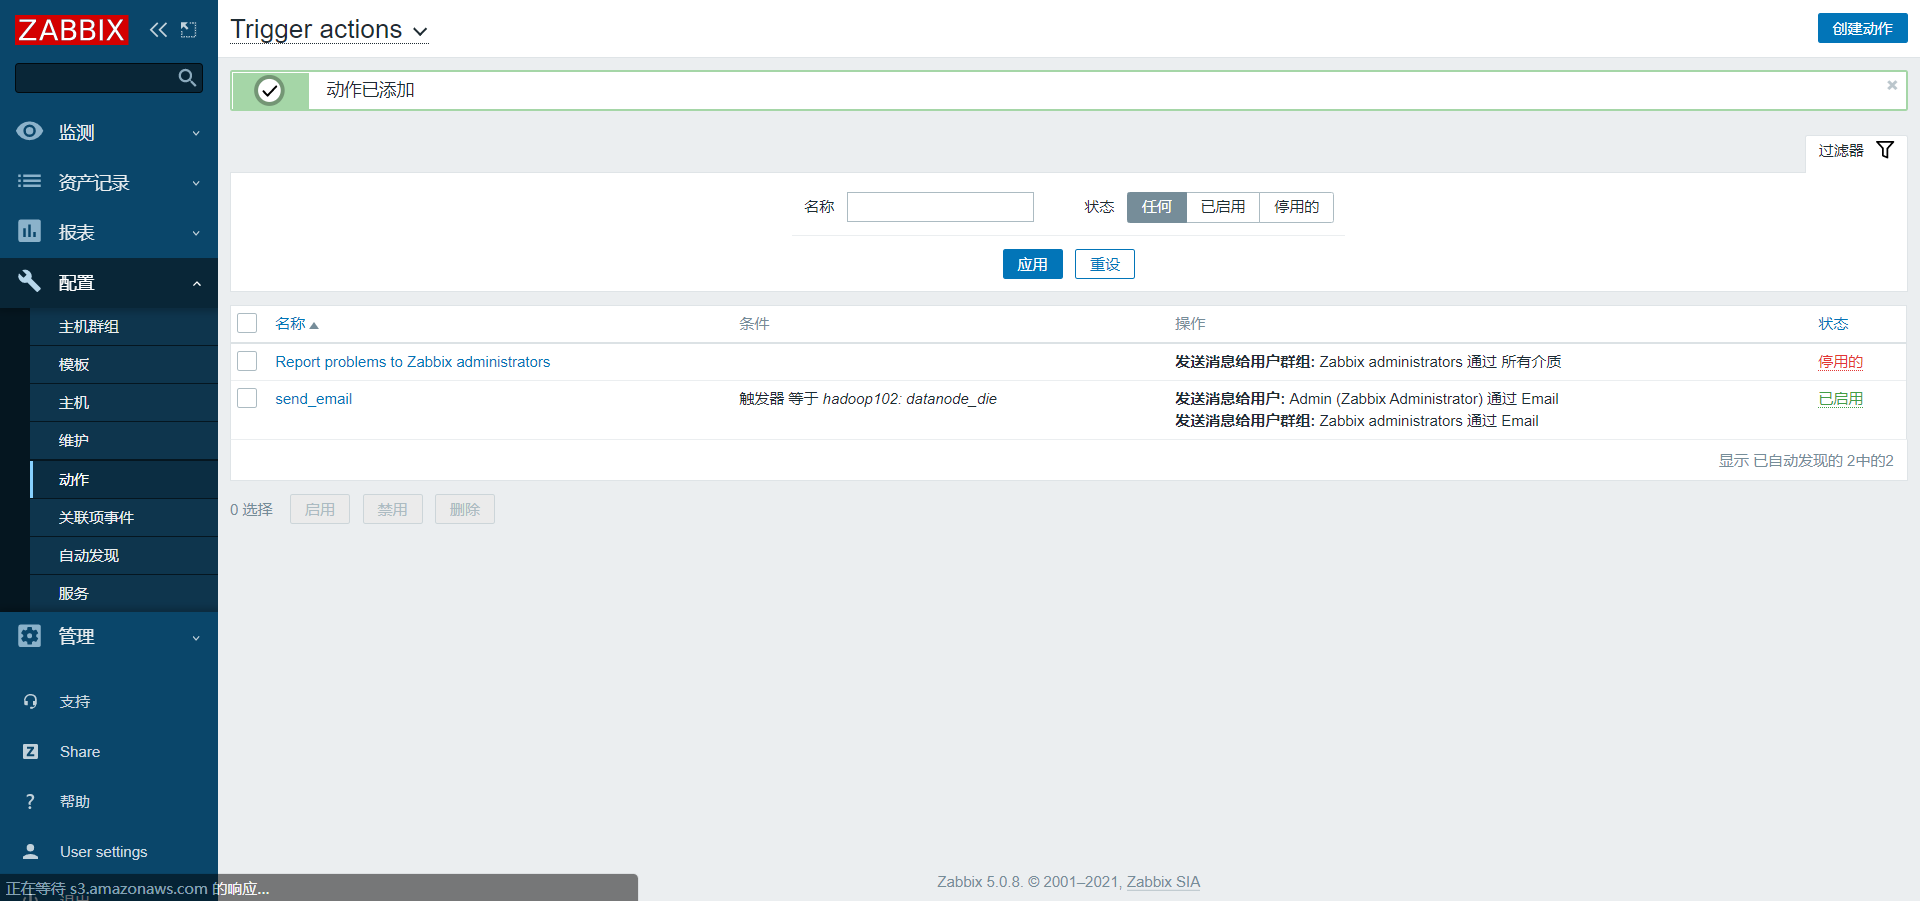 ZABBIX
Trigger actions
创建动作
动作已添加
监测
资产记录
报表
配置
主机群组
模板
主机
维护
动作
关联项事件
自动发现
服务
管理
支持
Share
帮助
User settings
退出
正在等待 s3.amazonaws.com 的响应...
过滤器
名称
状态 任何 已启用 停用的
应用 重设
名称 条件 操作 状态
Report problems to Zabbix administrators 发送消息给用户群组: Zabbix administrators 通过 所有介质 停用的
send_email 触发器 等于 hadoop102: datanode_die 发送消息给用户: Admin (Zabbix Administrator) 通过 Email 已启用
发送消息给用户群组: Zabbix administrators 通过 Email
显示 已自动发现的 2中的2
0 选择 启用 禁用 删除
Zabbix 5.0.8. © 2001–2021, Zabbix SIA